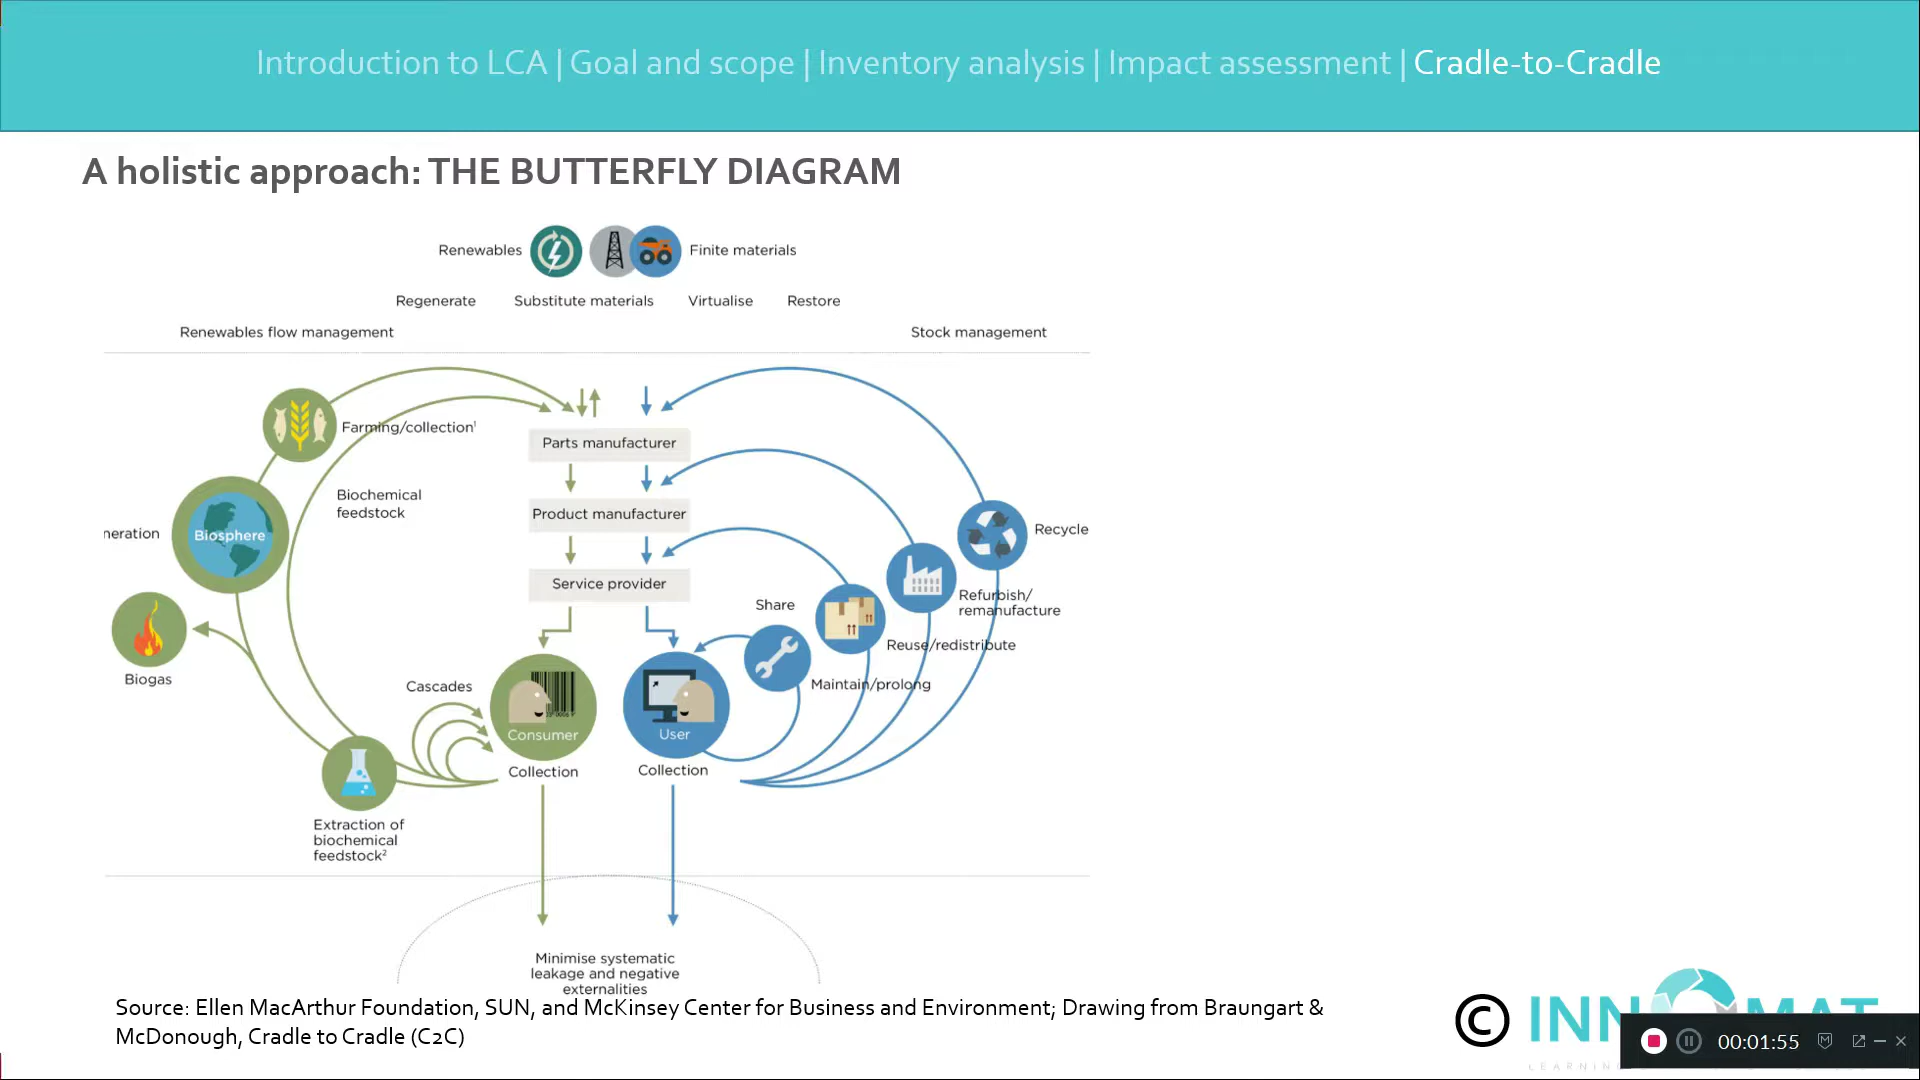 Introduction to LCA | Goal and scope | Inventory analysis | Impact assessment | Cradle-to-Cradle
A holistic approach: THE BUTTERFLY DIAGRAM
Renewables
Finite materials
Regenerate
Substitute materials
Virtualise
Restore
Renewables flow management
Stock management
Farming/collection¹
Biochemical
feedstock
neration
Biosphere
Biogas
Cascades
Extraction of
biochemical
feedstock²
Parts manufacturer
Product manufacturer
Service provider
Consumer
User
Collection
Collection
Share
Maintain/prolong
Reuse/redistribute
Refurbish/
remanufacture
Recycle
Minimise systematic
leakage and negative
externalities
Source: Ellen MacArthur Foundation, SUN, and McKinsey Center for Business and Environment; Drawing from Braungart &
McDonough, Cradle to Cradle (C2C)
©
00:01:55